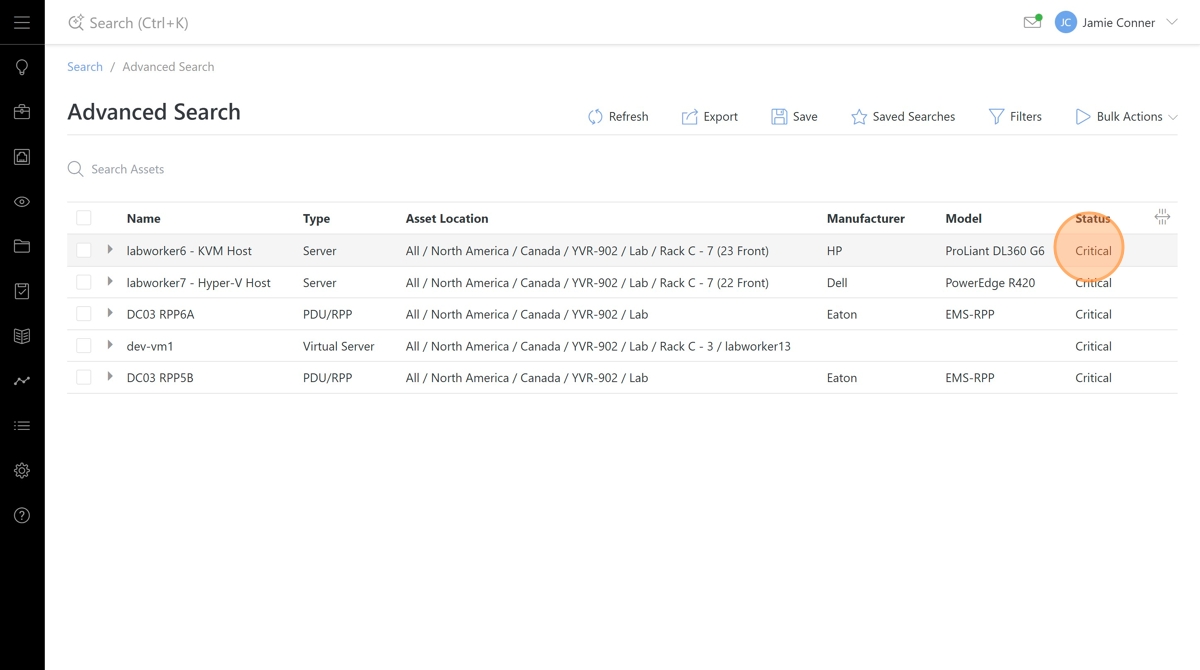 Search (Ctrl+K)
JC Jamie Conner
Search / Advanced Search
Advanced Search
Refresh Export Save Saved Searches Filters Bulk Actions
Search Assets
Name Type Asset Location Manufacturer Model Status
labworker6 - KVM Host Server All / North America / Canada / YVR-902 / Lab / Rack C - 7 (23 Front) HP ProLiant DL360 G6 Critical
labworker7 - Hyper-V Host Server All / North America / Canada / YVR-902 / Lab / Rack C - 7 (22 Front) Dell PowerEdge R420 Critical
DC03 RPP6A PDU/RPP All / North America / Canada / YVR-902 / Lab Eaton EMS-RPP Critical
dev-vm1 Virtual Server All / North America / Canada / YVR-902 / Lab / Rack C - 3 / labworker13 Critical
DC03 RPP5B PDU/RPP All / North America / Canada / YVR-902 / Lab Eaton EMS-RPP Critical